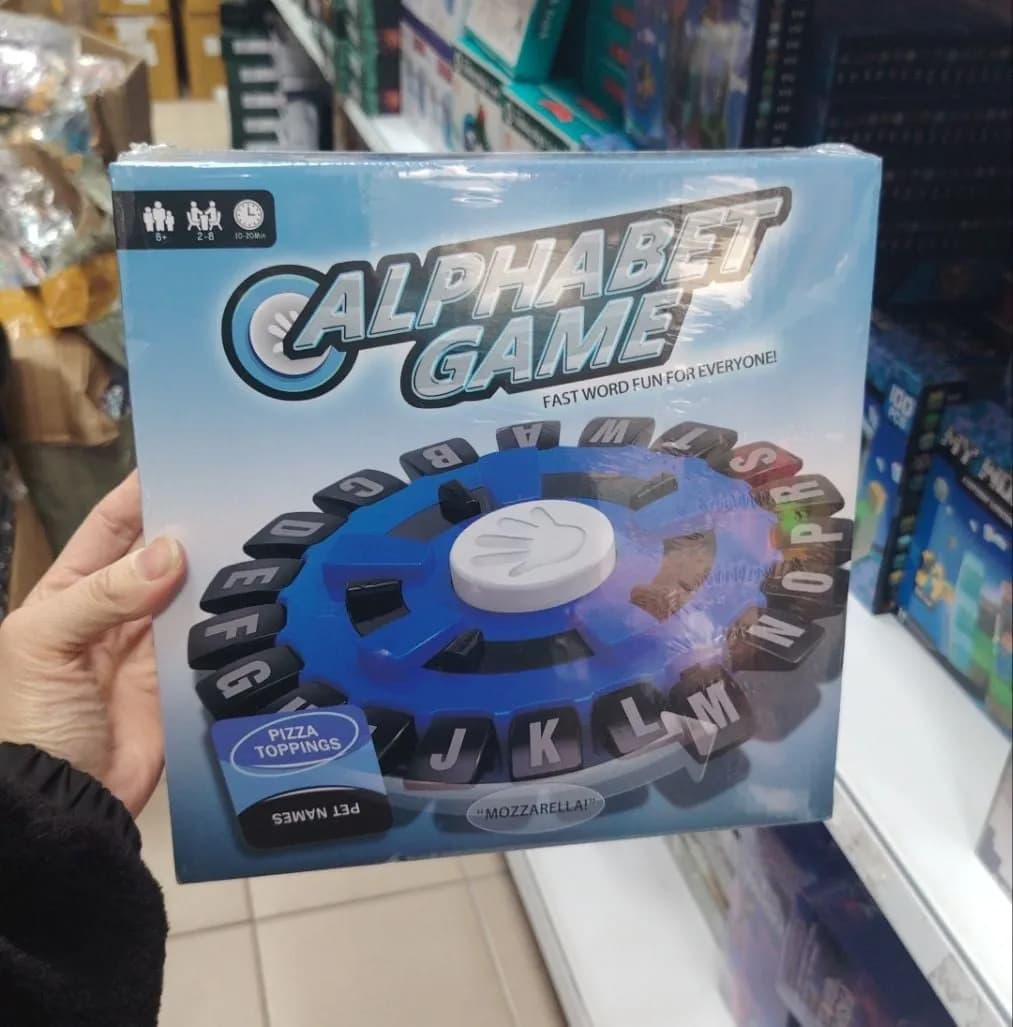 8+ 2-8 10-20Min
ALPHABET
GAME
FAST WORD FUN FOR EVERYONE!
A W T S R P O N M L K J G F E D C B
PIZZA
TOPPINGS
PET NAMES
"MOZZARELLA!"